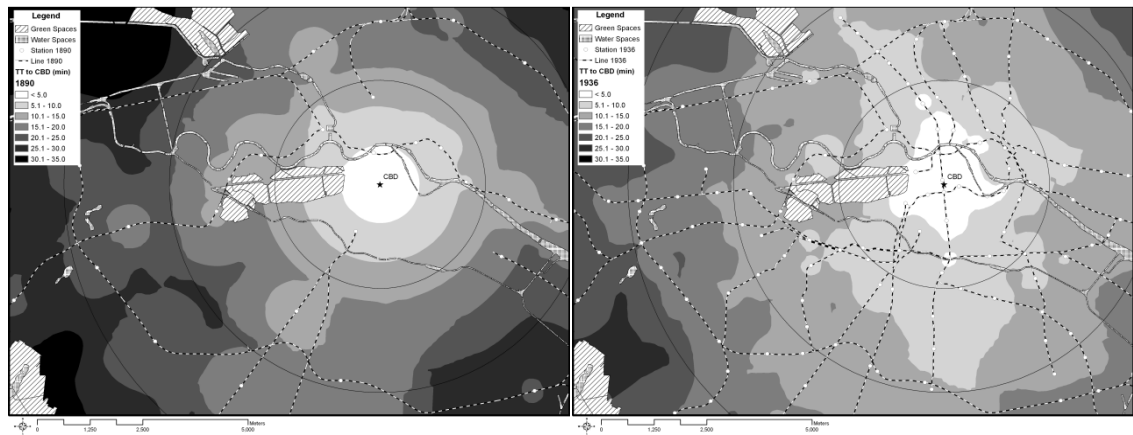 Legend
Green Spaces
Water Spaces
Station 1890
Line 1890
TT to CBD (min)
1890
< 5.0
5.1 - 10.0
10.1 - 15.0
15.1 - 20.0
20.1 - 25.0
25.1 - 30.0
30.1 - 35.0
CBD
Meters
0 1,250 2,500 5,000
Legend
Green Spaces
Water Spaces
Station 1936
Line 1936
TT to CBD (min)
1936
< 5.0
5.1 - 10.0
10.1 - 15.0
15.1 - 20.0
20.1 - 25.0
25.1 - 30.0
30.1 - 35.0
CBD
Meters
0 1,250 2,500 5,000